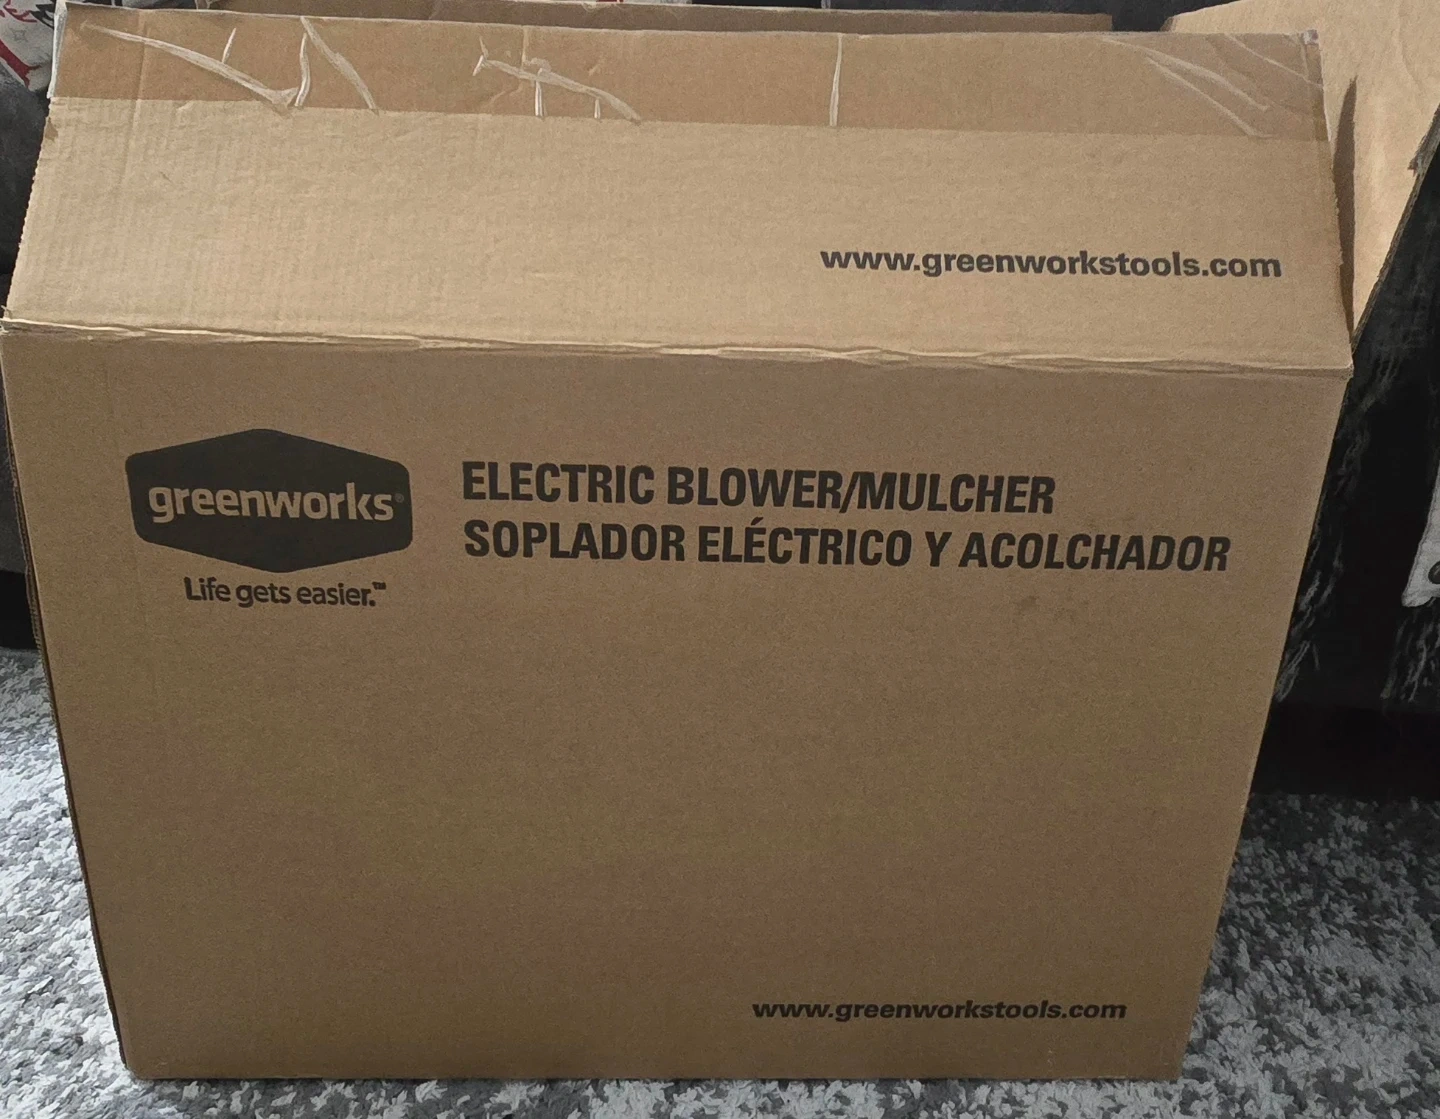 www.greenworkstools.com
greenworks®
Life gets easier.™
ELECTRIC BLOWER/MULCHER
SOPLADOR ELÉCTRICO Y ACOLCHADOR
www.greenworkstools.com